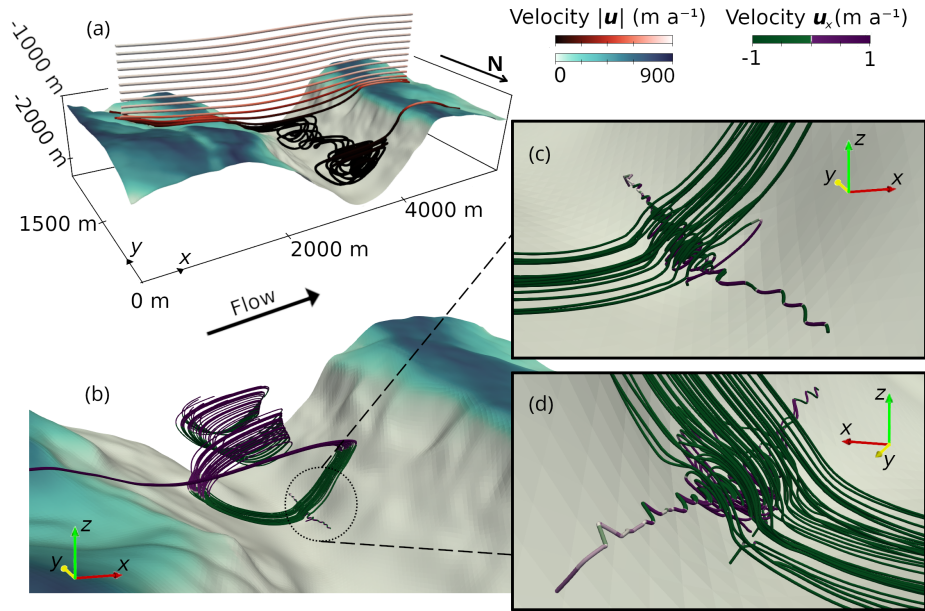 (a)
Velocity |u| (m a⁻¹)
0 900
Velocity uₓ(m a⁻¹)
-1 1
-1000 m
-2000 m
N
1500 m
y
x
0 m
2000 m
4000 m
Flow
(b)
z
y
x
(c)
z
y
x
(d)
z
x
y